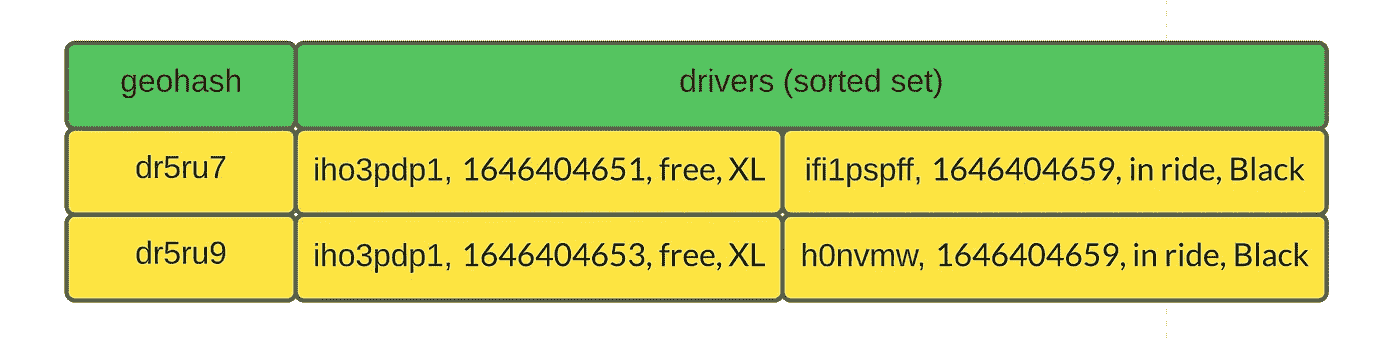 geohash
drivers (sorted set)
dr5ru7
iho3pdp1, 1646404651, free, XL
ifi1pspff, 1646404659, in ride, Black
dr5ru9
iho3pdp1, 1646404653, free, XL
h0nvmw, 1646404659, in ride, Black